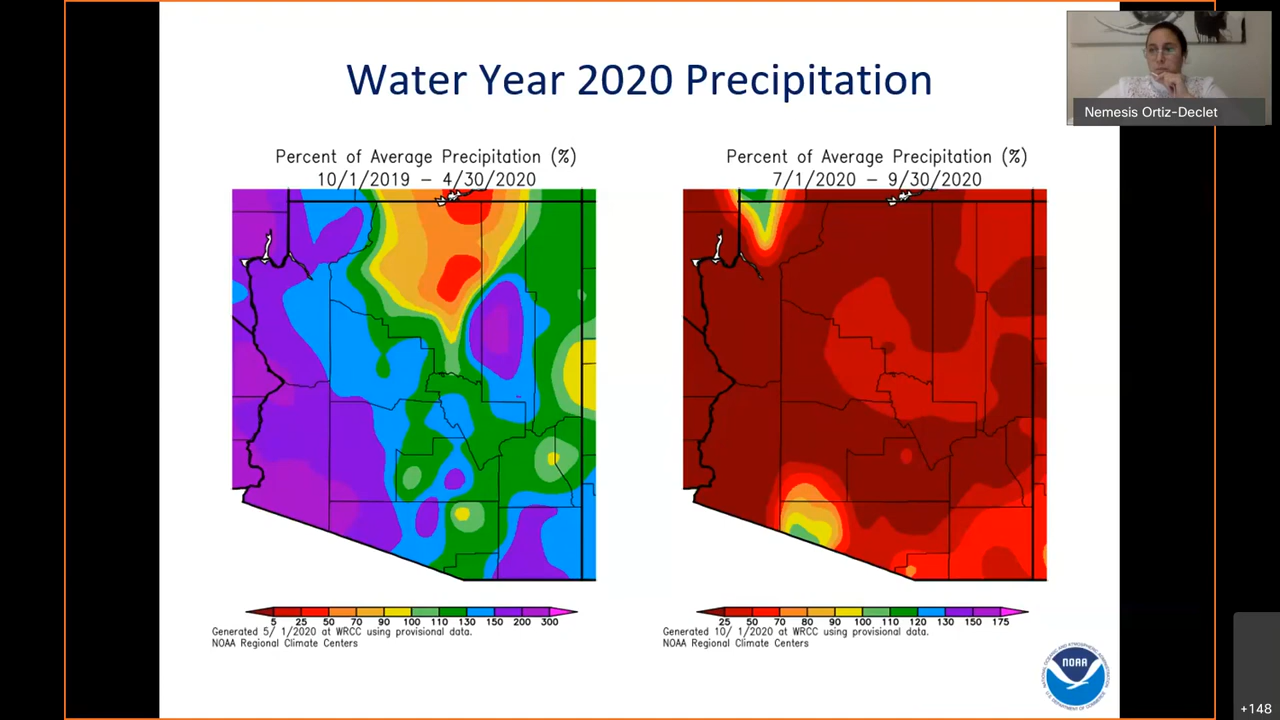 Water Year 2020 Precipitation
Nemesis Ortiz-Declet
Percent of Average Precipitation (%)
10/1/2019 – 4/30/2020
Percent of Average Precipitation (%)
7/1/2020 – 9/30/2020
5 25 50 70 90 100 110 130 150 200 300
Generated 5/ 1/2020 at WRCC using provisional data.
NOAA Regional Climate Centers
25 50 70 80 90 100 110 120 130 150 175
Generated 10/ 1/2020 at WRCC using provisional data.
NOAA Regional Climate Centers
NOAA
+148